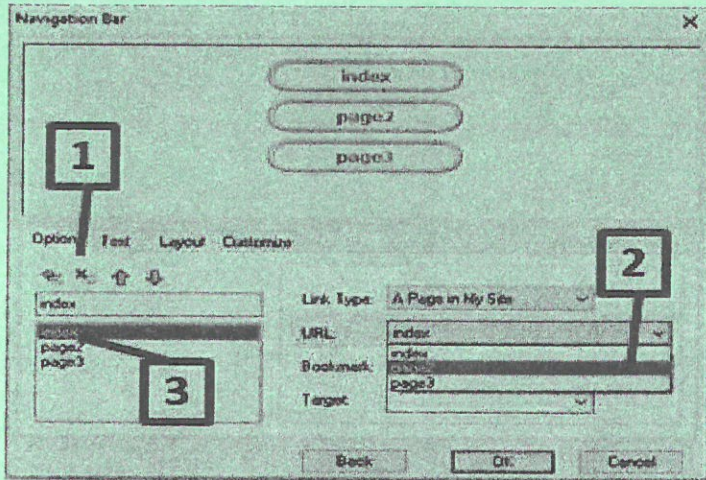 Navigation Bar
index
page2
page3
1
Option Text Layout Customize
2
index
Link Type: A Page in My Site
URL: index
index
index
page2
Bookmark:
page3
page3
3
Target:
Back OK Cancel